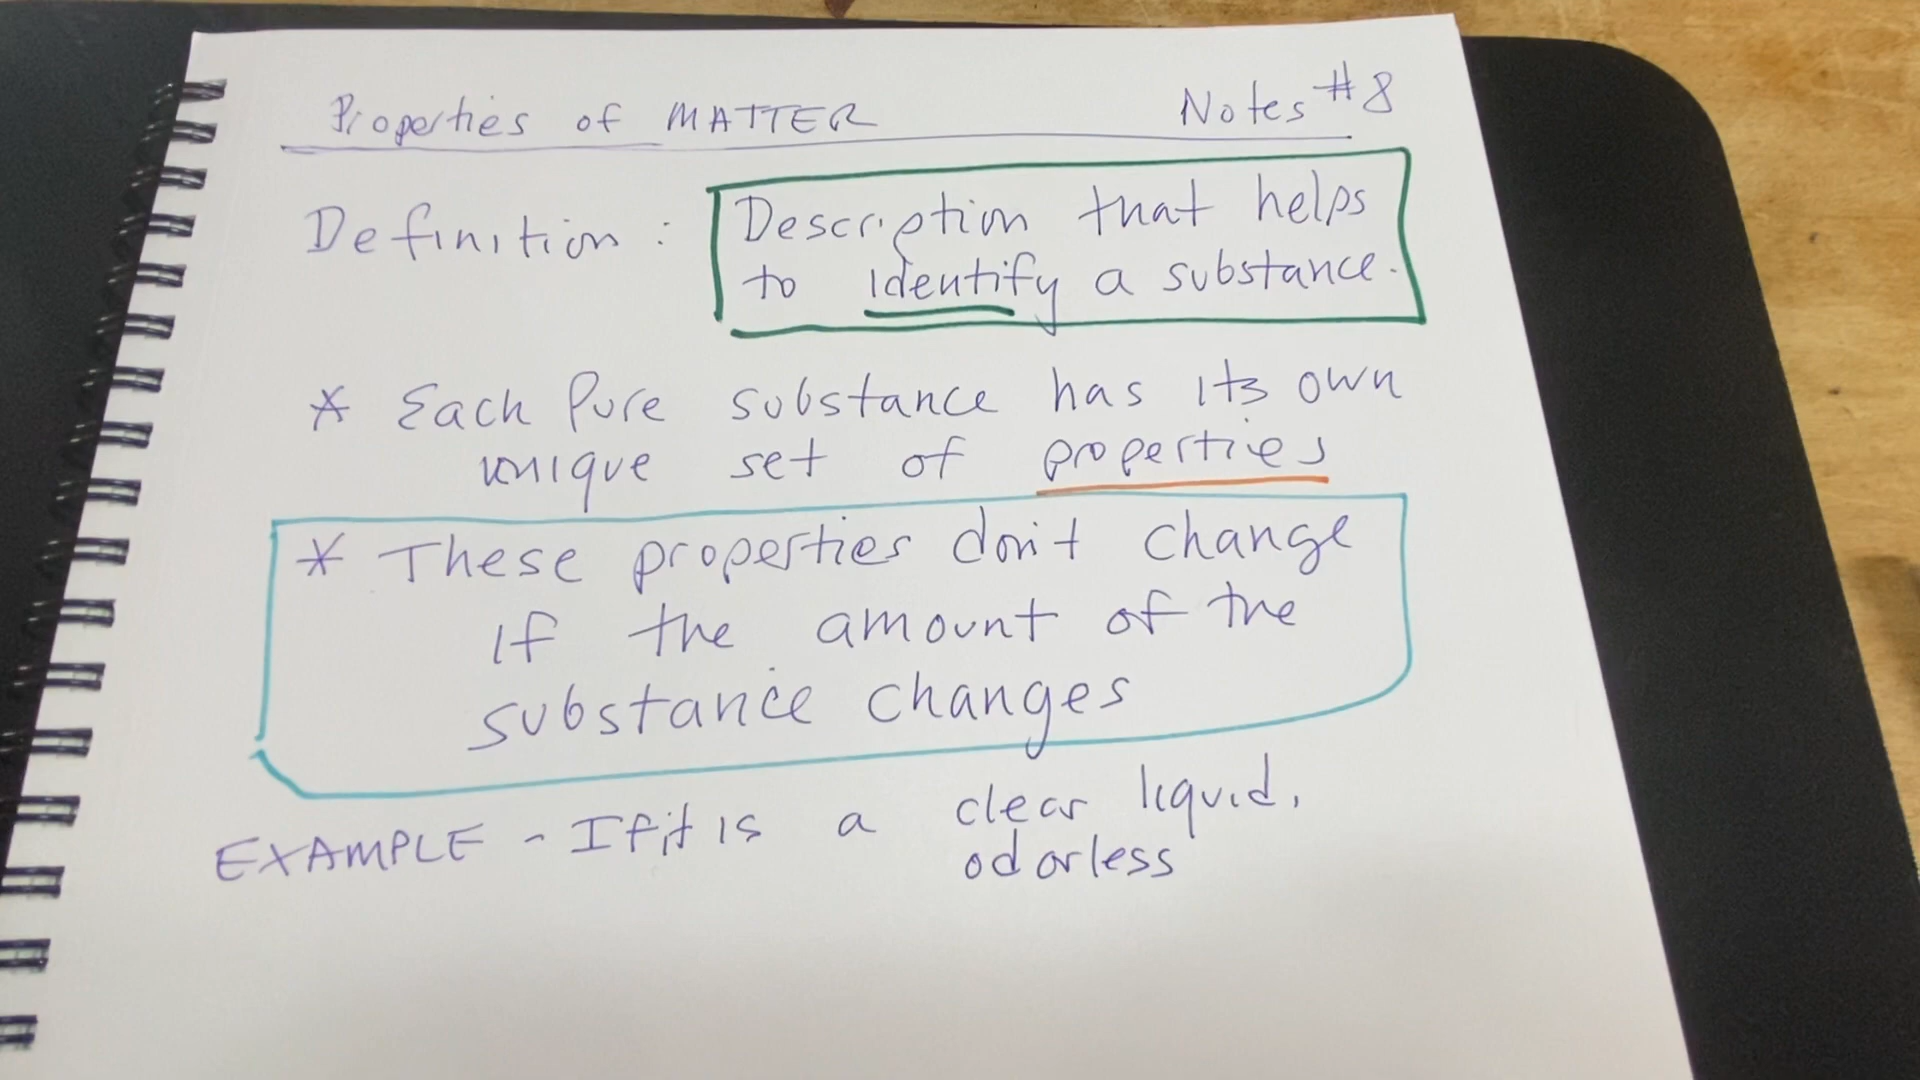 Properties of MATTER Notes #8
Definition : Description that helps
to identify a substance.
* Each Pure substance has its own
unique set of properties
* These properties don't change
if the amount of the
substance changes
EXAMPLE - If it is a clear liquid,
odorless